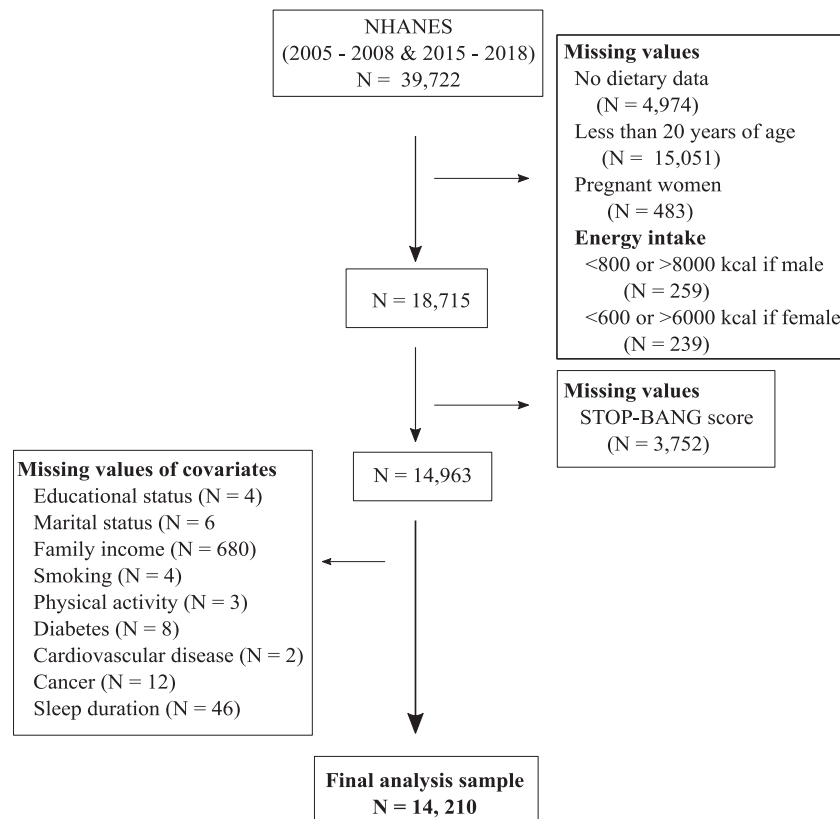 NHANES
(2005 - 2008 & 2015 - 2018)
N = 39,722
Missing values
No dietary data
(N = 4,974)
Less than 20 years of age
(N = 15,051)
Pregnant women
(N = 483)
Energy intake
<800 or >8000 kcal if male
(N = 259)
<600 or >6000 kcal if female
(N = 239)
N = 18,715
Missing values
STOP-BANG score
(N = 3,752)
N = 14,963
Missing values of covariates
Educational status (N = 4)
Marital status (N = 6
Family income (N = 680)
Smoking (N = 4)
Physical activity (N = 3)
Diabetes (N = 8)
Cardiovascular disease (N = 2)
Cancer (N = 12)
Sleep duration (N = 46)
Final analysis sample
N = 14, 210